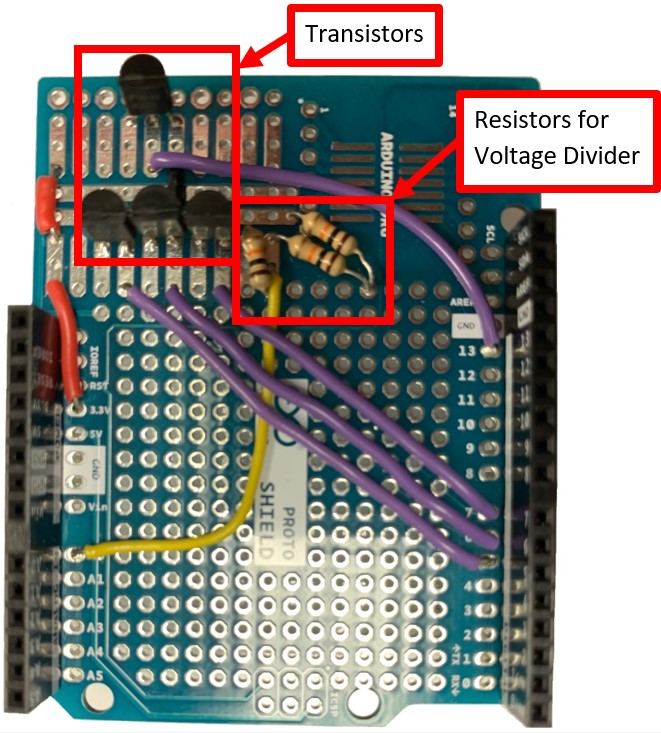 Transistors
Resistors for
Voltage Divider
1
14
ARDUINO
SCL
AREF
GND
13
12
11
10
9
8
7
6
4
3
2
TX 1
RX 0
IOREF
RST
3.3V
5V
GND
Vin
A1
A2
A3
A4
A5
PROTO
SHIELD
ICSP